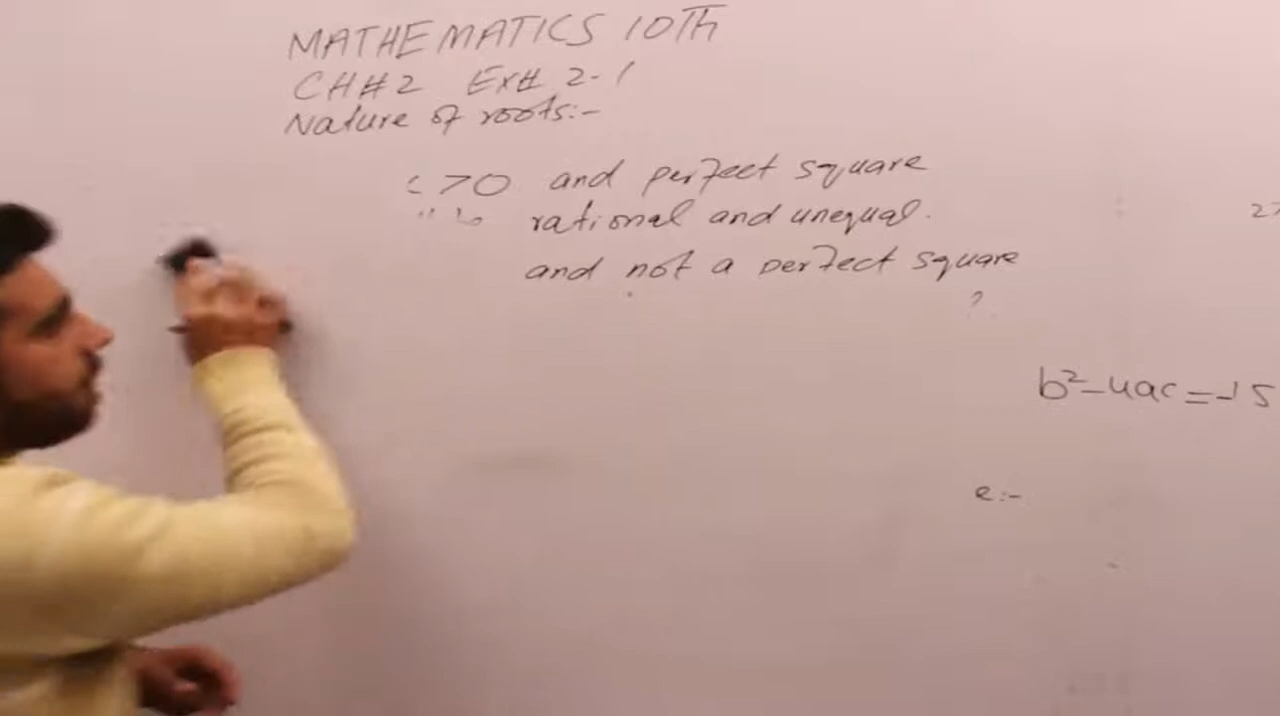 MATHEMATICS 10Th
CH#2 Ex# 2-1
Nature of roots:-
>0 and perfect square
rational and unequal.
and not a perfect square
b²-4ac=-15
e:-